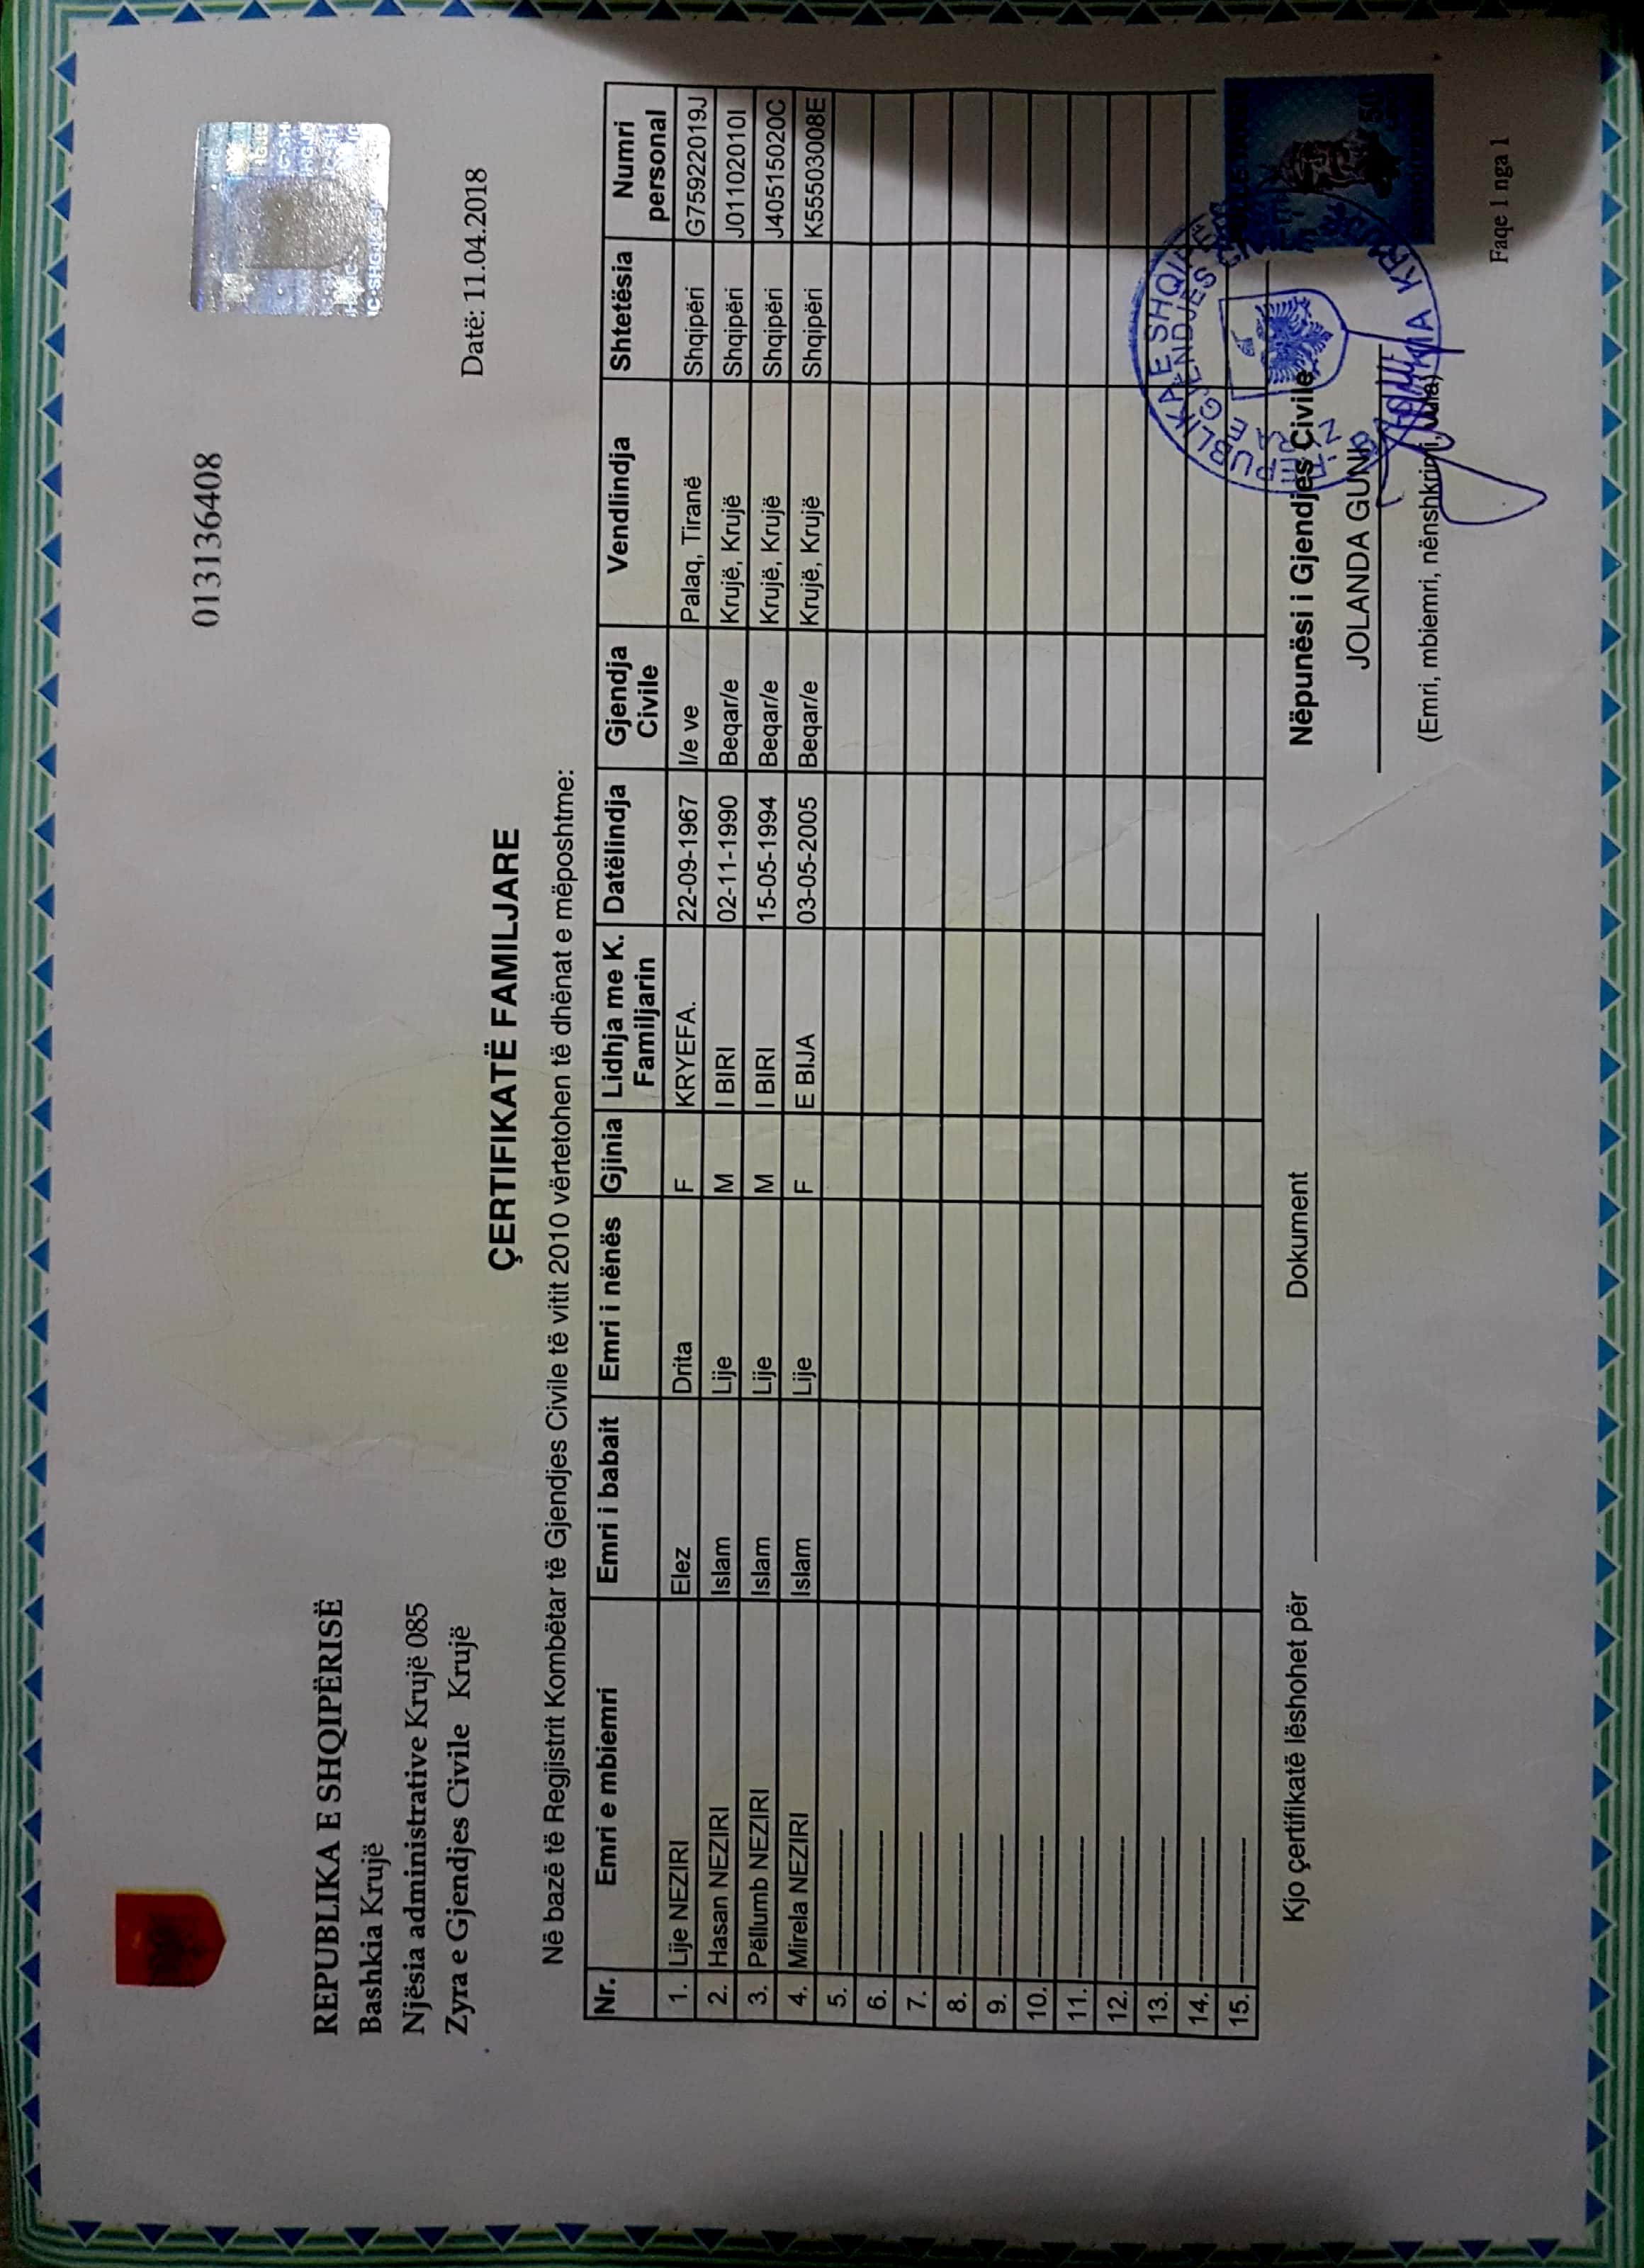 013136408
REPUBLIKA E SHQIPËRISË
Bashkia Krujë
Njësia administrative Krujë 085
Zyra e Gjendjes Civile Krujë
Datë: 11.04.2018
ÇERTIFIKATË FAMILJARE
Në bazë të Regjistrit Kombëtar të Gjendjes Civile të vitit 2010 vërtetohen të dhënat e mëposhtme:
Nr. Emri e mbiemri Emri i babait Emri i nënës Gjinia Lidhja me K. Familjarin Datëlindja Gjendja Civile Vendlindja Shtetësia Numri personal
1. Lije NEZIRI Elez Drita F KRYEFA. 22-09-1967 I/e ve Palaq, Tiranë Shqipëri G75922019J
2. Hasan NEZIRI Islam Lije M I BIRI 02-11-1990 Beqar/e Krujë, Krujë Shqipëri J01102010I
3. Pëllumb NEZIRI Islam Lije M I BIRI 15-05-1994 Beqar/e Krujë, Krujë Shqipëri J40515020C
4. Mirela NEZIRI Islam Lije F E BIJA 03-05-2005 Beqar/e Krujë, Krujë Shqipëri K55503008E
5. ---------------
6. ---------------
7. ---------------
8. ---------------
9. ---------------
10. ---------------
11. ---------------
12. ---------------
13. ---------------
14. ---------------
15. ---------------
Kjo çertifikatë lëshohet për Dokument
Nëpunësi i Gjendjes Civile
JOLANDA GUNI
(Emri, mbiemri, nënshkrimi, vula)
Faqe 1 nga 1